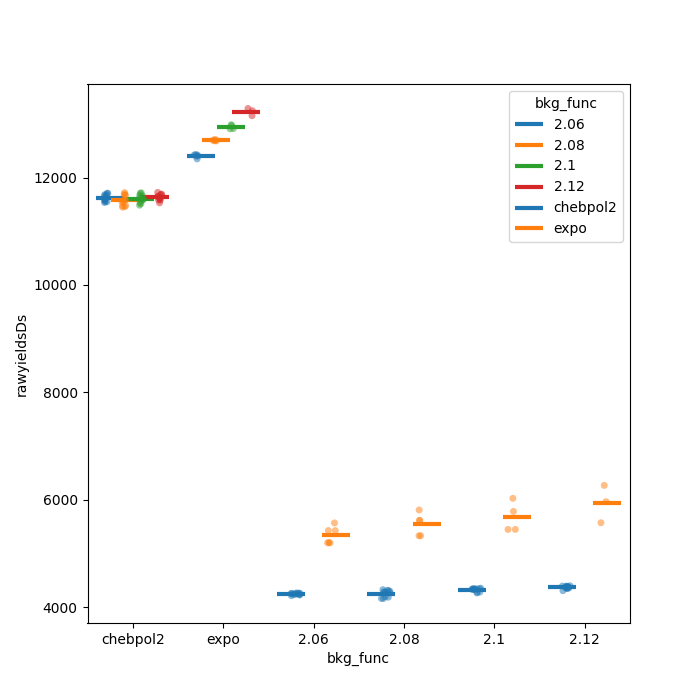 bkg_func
2.06
2.08
2.1
2.12
chebpol2
expo
12000
10000
8000
6000
4000
rawyieldsDs
chebpol2 expo 2.06 2.08 2.1 2.12
bkg_func